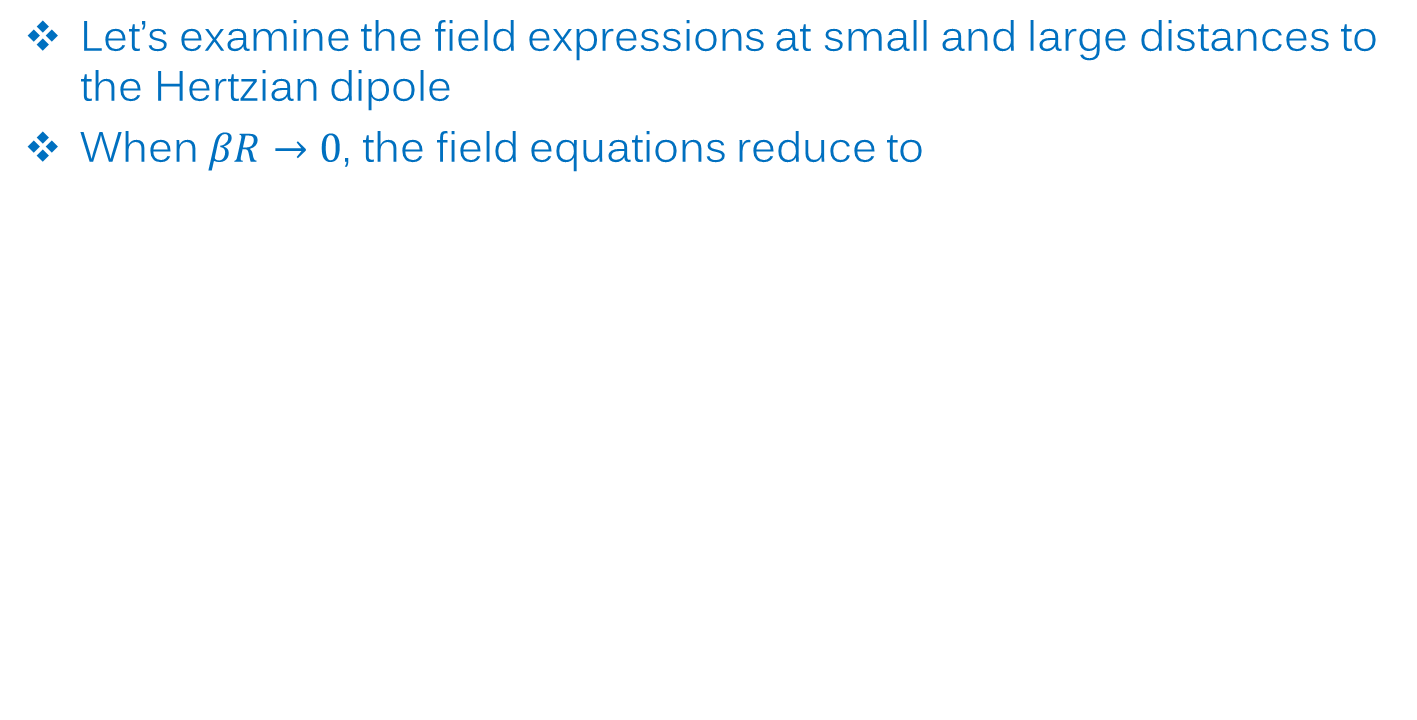 ❖ Let’s examine the field expressions at small and large distances to
the Hertzian dipole
❖ When 𝛽𝑅 → 0, the field equations reduce to